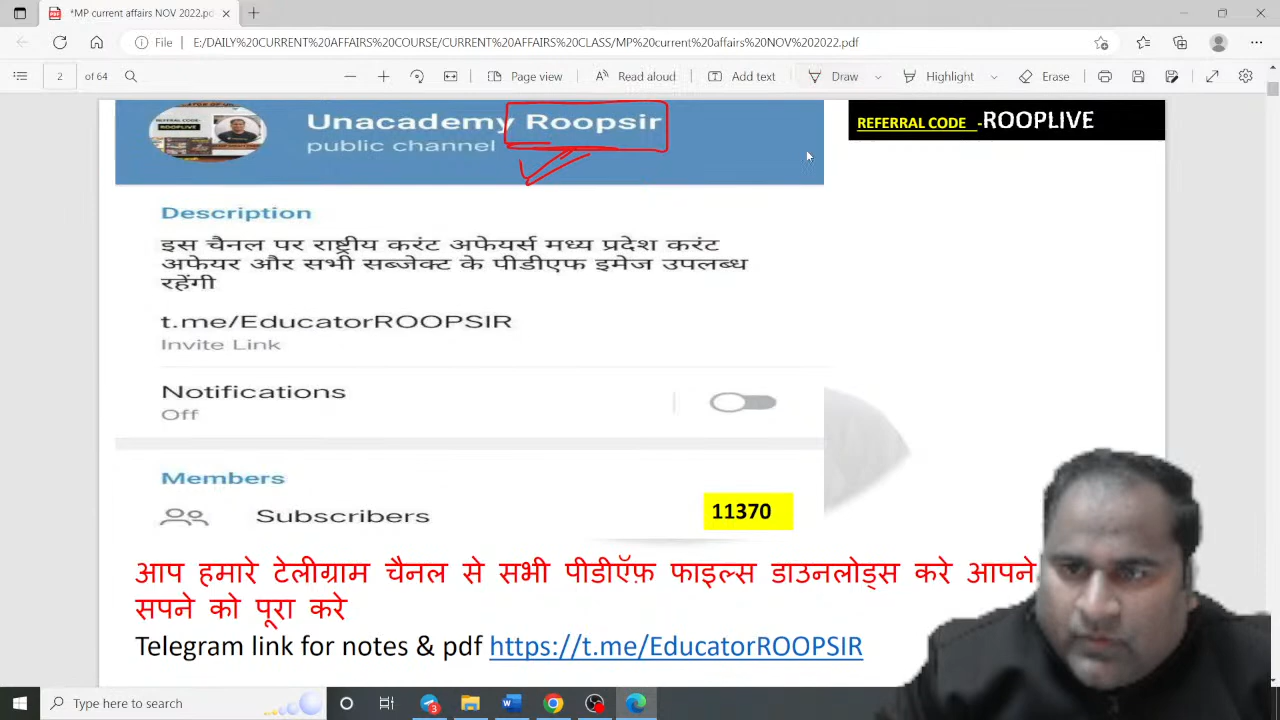 *MP current affairs NOV 2022.pd
File
E:/DAILY%20CURRENT%20AFFAIRS%20COURSE/CURRENT%20AFFAIRS%20CLASS/MP%20current%20affairs%20NOV%202022.pdf
2 of 64
Page view
Read aloud
Add text
Draw
Highlight
Erase
REFERAL CODE-
ROOPLIVE
Unacademy Roopsir
public channel
REFERRAL CODE -ROOPLIVE
Description
इस चैनल पर राष्ट्रीय करंट अफेयर्स मध्य प्रदेश करंट
अफेयर और सभी सब्जेक्ट के पीडीएफ इमेज उपलब्ध
रहेंगी
t.me/EducatorROOPSIR
Invite Link
Notifications
Off
Members
Subscribers
11370
आप हमारे टेलीग्राम चैनल से सभी पीडीऍफ़ फाइल्स डाउनलोड्स करे आपने
सपने को पूरा करे
Telegram link for notes & pdf https://t.me/EducatorROOPSIR
Type here to search
3